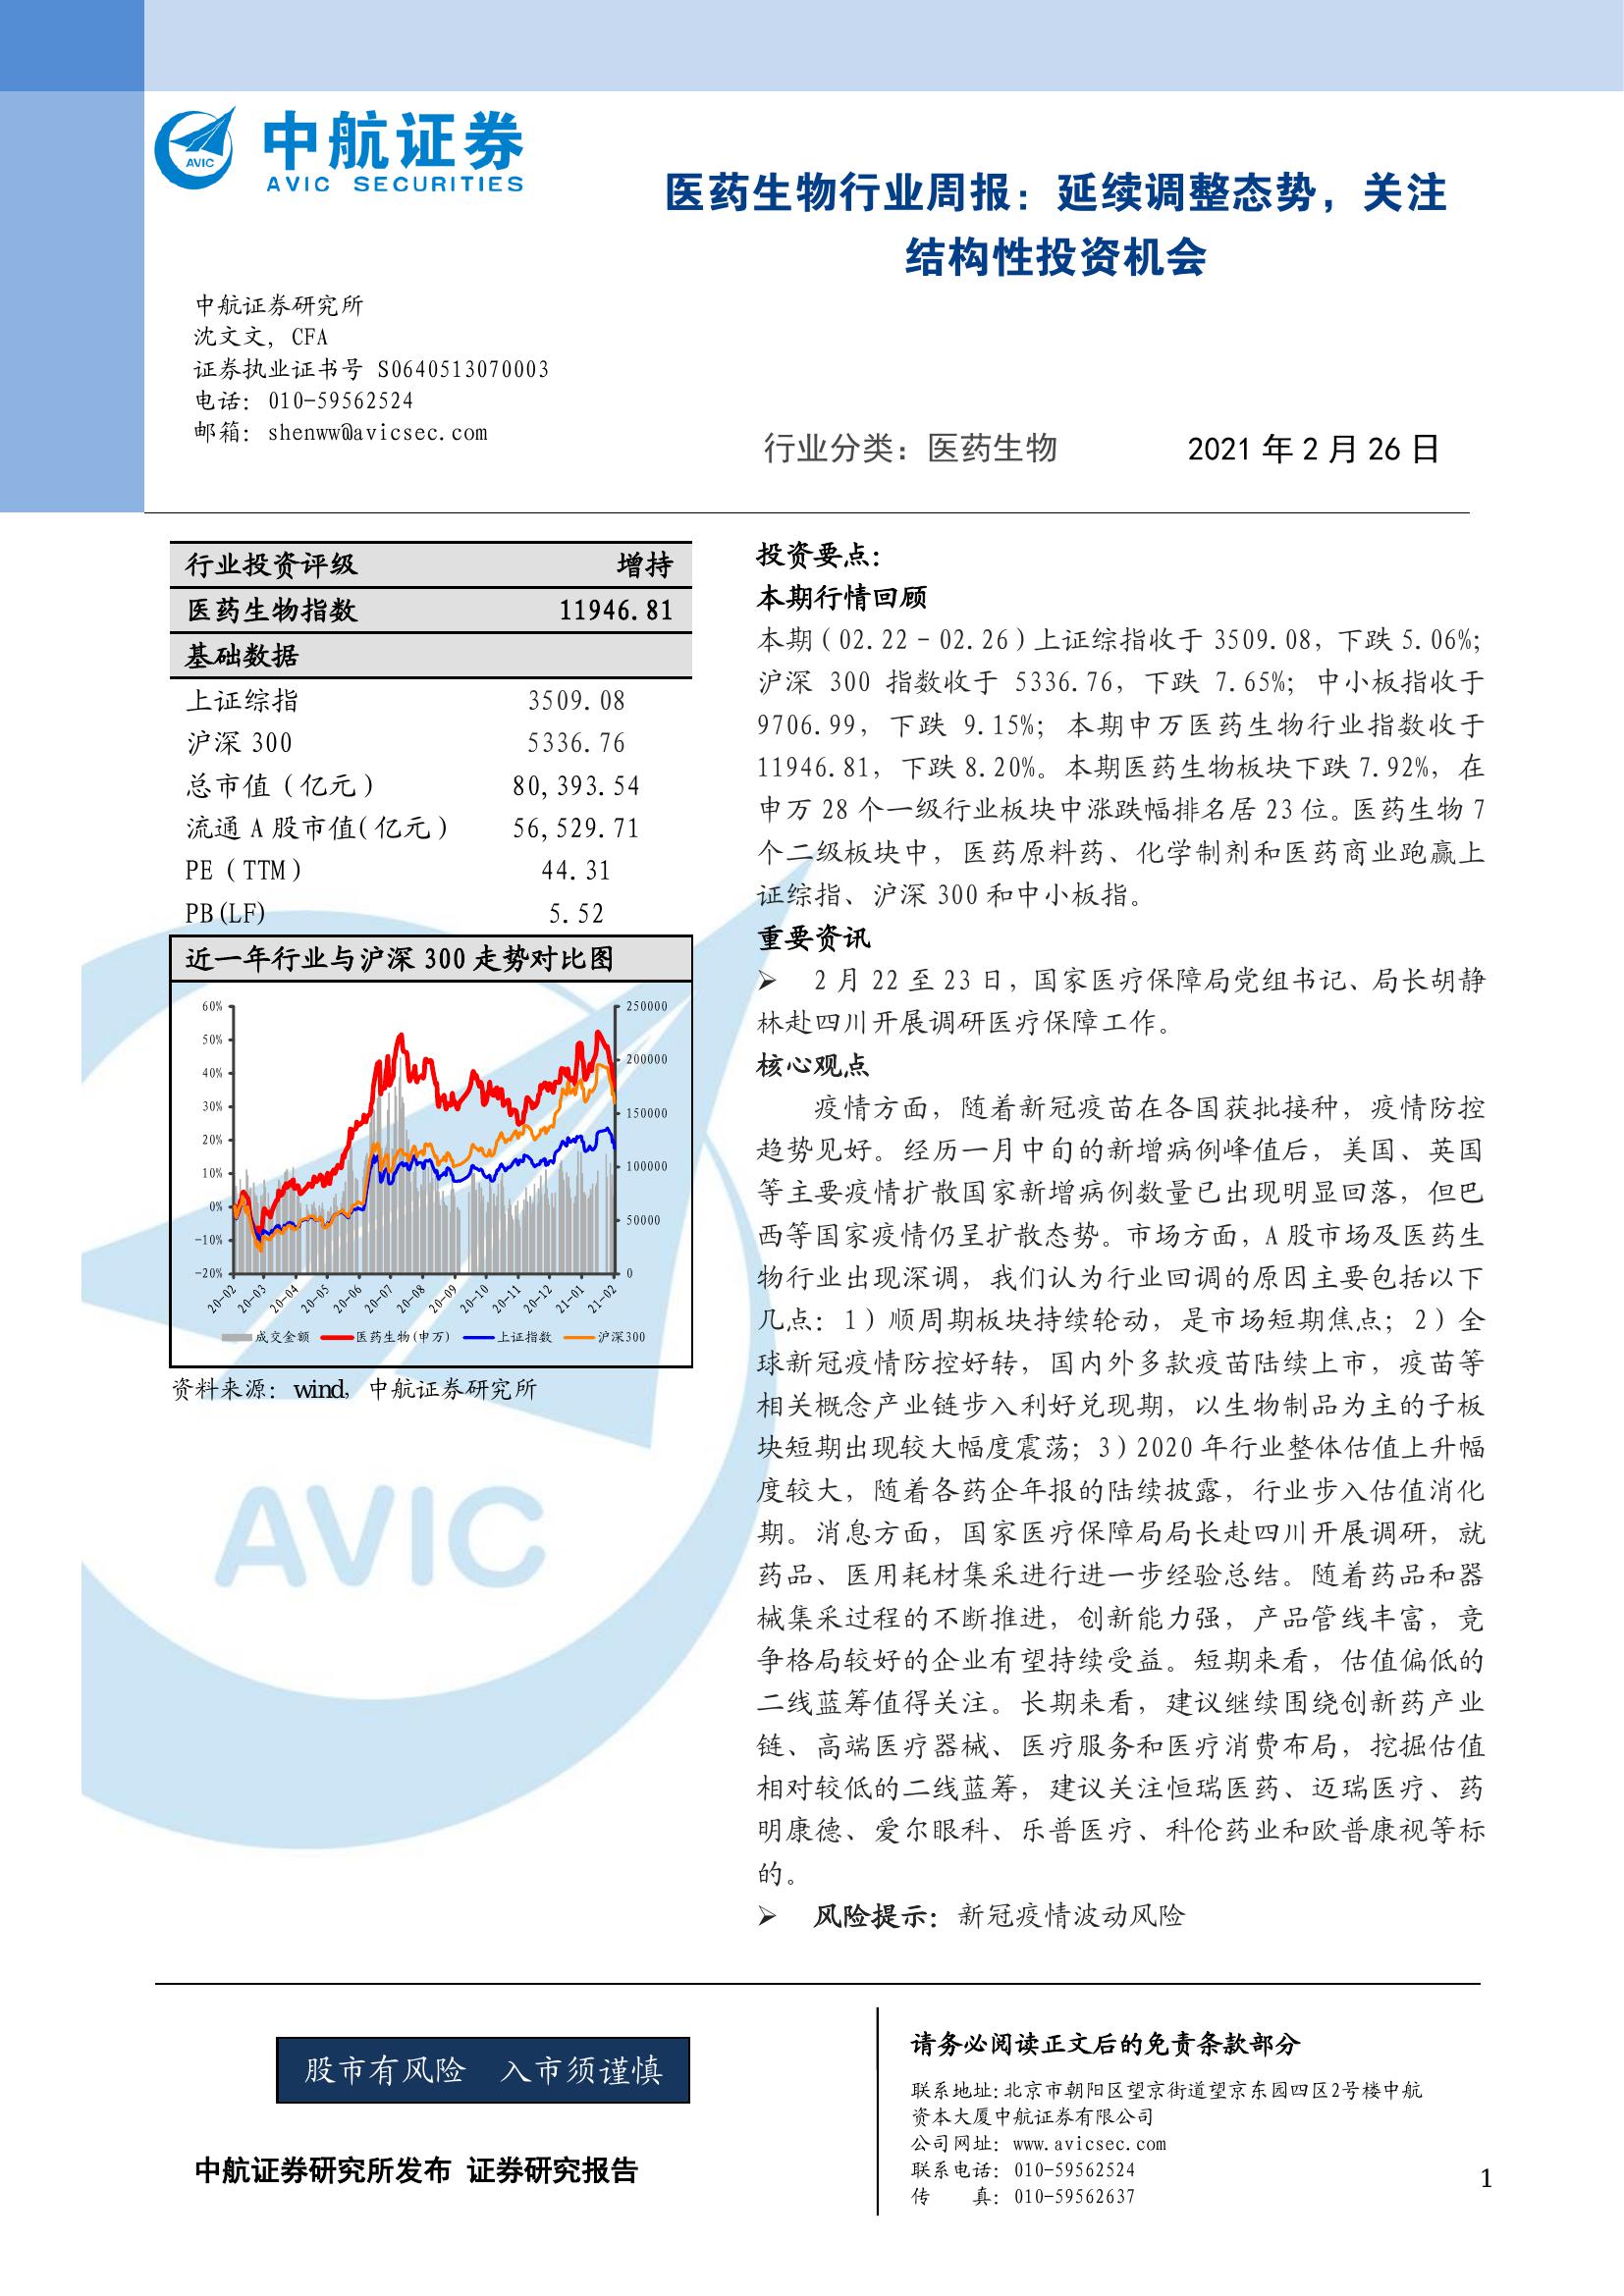 AVIC
中航证券
AVIC SECURITIES
医药生物行业周报：延续调整态势，关注
结构性投资机会
中航证券研究所
沈文文，CFA
证券执业证书号 S0640513070003
电话：010-59562524
邮箱：shenww@avicsec.com
行业分类：医药生物 2021 年 2 月 26 日
行业投资评级 增持
医药生物指数 11946.81
基础数据
上证综指 3509.08
沪深 300 5336.76
总市值（亿元） 80,393.54
流通 A 股市值(亿元） 56,529.71
PE（TTM） 44.31
PB(LF) 5.52
近一年行业与沪深 300 走势对比图
60% 250000
50%
40% 200000
30% 150000
20%
10% 100000
0%
-10% 50000
-20% 0
20-02 20-03 20-04 20-05 20-06 20-07 20-08 20-09 20-10 20-11 20-12 21-01 21-02
成交金额 医药生物(申万) 上证指数 沪深300
资料来源：wind，中航证券研究所
AVIC
投资要点：
本期行情回顾
本期（02.22－02.26）上证综指收于 3509.08，下跌 5.06%;
沪深 300 指数收于 5336.76，下跌 7.65%；中小板指收于
9706.99，下跌 9.15%；本期申万医药生物行业指数收于
11946.81，下跌 8.20%。本期医药生物板块下跌 7.92%，在
申万 28 个一级行业板块中涨跌幅排名居 23 位。医药生物 7
个二级板块中，医药原料药、化学制剂和医药商业跑赢上
证综指、沪深 300 和中小板指。
重要资讯
➢ 2 月 22 至 23 日，国家医疗保障局党组书记、局长胡静
林赴四川开展调研医疗保障工作。
核心观点
疫情方面，随着新冠疫苗在各国获批接种，疫情防控
趋势见好。经历一月中旬的新增病例峰值后，美国、英国
等主要疫情扩散国家新增病例数量已出现明显回落，但巴
西等国家疫情仍呈扩散态势。市场方面，A 股市场及医药生
物行业出现深调，我们认为行业回调的原因主要包括以下
几点：1）顺周期板块持续轮动，是市场短期焦点；2）全
球新冠疫情防控好转，国内外多款疫苗陆续上市，疫苗等
相关概念产业链步入利好兑现期，以生物制品为主的子板
块短期出现较大幅度震荡；3）2020 年行业整体估值上升幅
度较大，随着各药企年报的陆续披露，行业步入估值消化
期。消息方面，国家医疗保障局局长赴四川开展调研，就
药品、医用耗材集采进行进一步经验总结。随着药品和器
械集采过程的不断推进，创新能力强，产品管线丰富，竞
争格局较好的企业有望持续受益。短期来看，估值偏低的
二线蓝筹值得关注。长期来看，建议继续围绕创新药产业
链、高端医疗器械、医疗服务和医疗消费布局，挖掘估值
相对较低的二线蓝筹，建议关注恒瑞医药、迈瑞医疗、药
明康德、爱尔眼科、乐普医疗、科伦药业和欧普康视等标
的。
➢ 风险提示：新冠疫情波动风险
股市有风险 入市须谨慎
中航证券研究所发布 证券研究报告
请务必阅读正文后的免责条款部分
联系地址:北京市朝阳区望京街道望京东园四区2号楼中航
资本大厦中航证券有限公司
公司网址：www.avicsec.com
联系电话：010-59562524
传 真：010-59562637
1